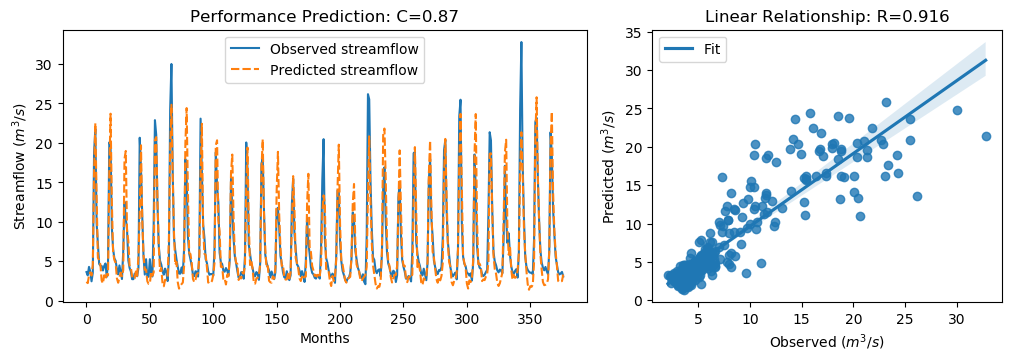 Performance Prediction: C=0.87
Observed streamflow
Predicted streamflow
Streamflow (m³/s)
30
25
20
15
10
5
0
0 50 100 150 200 250 300 350
Months
Linear Relationship: R=0.916
Fit
Predicted (m³/s)
35
30
25
20
15
10
5
0
5 10 15 20 25 30
Observed (m³/s)